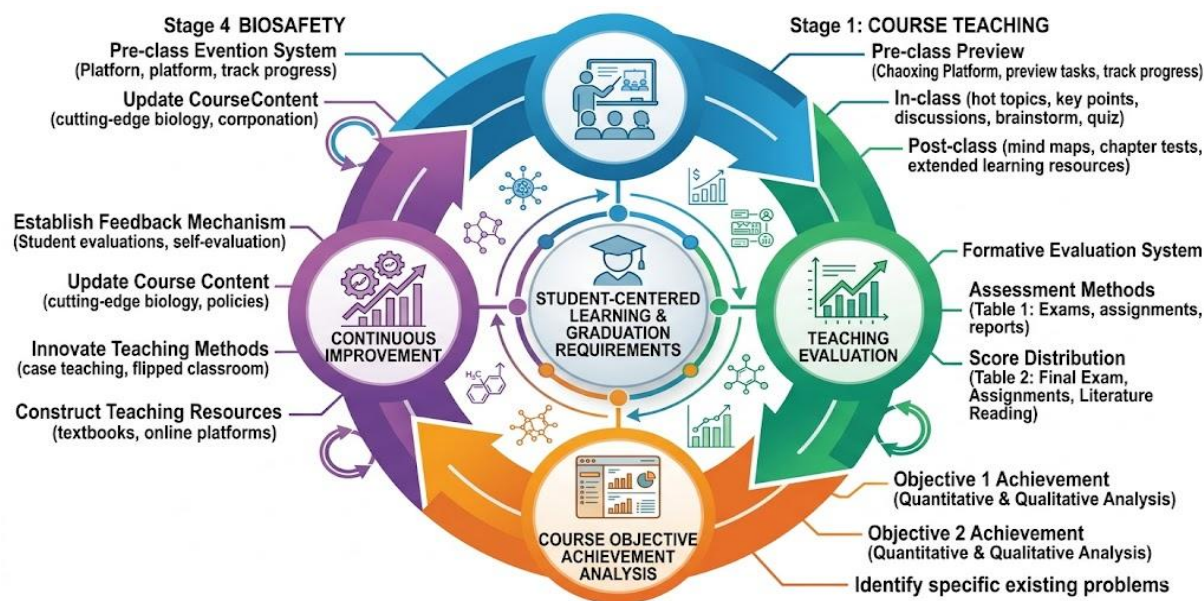 Stage 4 BIOSAFETY
Pre-class Evention System
(Platforn, platform, track progress)
Update CourseContent
(cutting-edge biology, corrponation)
Establish Feedback Mechanism
(Student evaluations, self-evaluation)
Update Course Content
(cutting-edge biology, policies)
Innovate Teaching Methods
(case teaching, flipped classroom)
Construct Teaching Resources
(textbooks, online platforms)
CONTINUOUS
IMPROVEMENT
STUDENT-CENTERED
LEARNING &
GRADUATION
REQUIREMENTS
$
H₃C
COURSE OBJECTIVE
ACHIEVEMENT
ANALYSIS
TEACHING
EVALUATION
Stage 1: COURSE TEACHING
Pre-class Preview
(Chaoxing Platform, preview tasks, track progress)
In-class (hot topics, key points,
discussions, brainstorm, quiz)
Post-class (mind maps, chapter tests,
extended learning resources)
Formative Evaluation System
Assessment Methods
(Table 1: Exams, assignments,
reports)
Score Distribution
(Table 2: Final Exam,
Assignments, Literature
Reading)
Objective 1 Achievement
(Quantitative & Qualitative Analysis)
Objective 2 Achievement
(Quantitative & Qualitative Analysis)
Identify specific existing problems